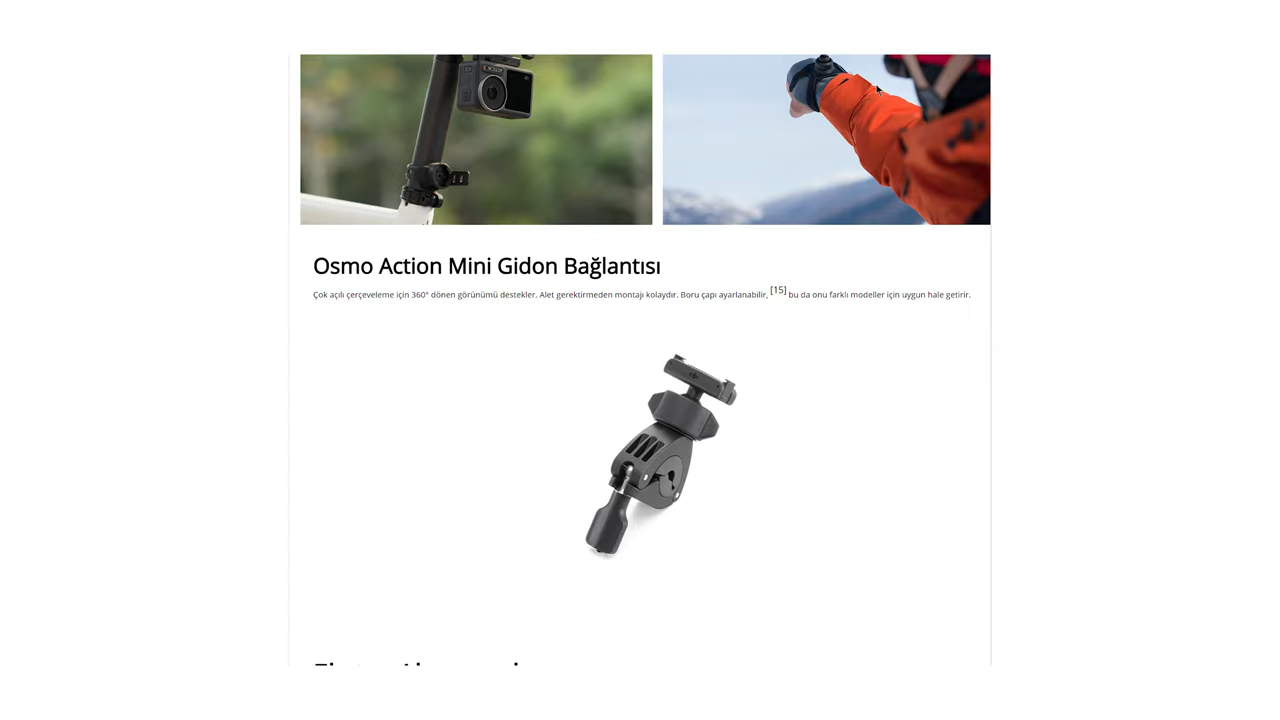 Osmo Action Mini Gidon Bağlantısı
Çok açılı çerçeveleme için 360° dönen görünümü destekler. Alet gerektirmeden montajı kolaydır. Boru çapı ayarlanabilir, [15] bu da onu farklı modeller için uygun hale getirir.